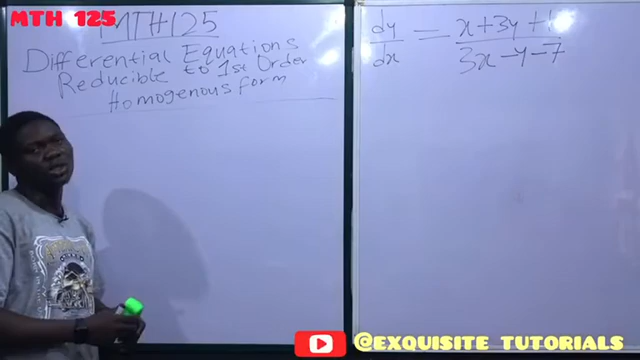 MTH 125
MTH125
Differential Equations
Reducible to 1st Order
Homogenous form
dy/dx = x+3y+1/3x-y-7
@EXQUISITE TUTORIALS